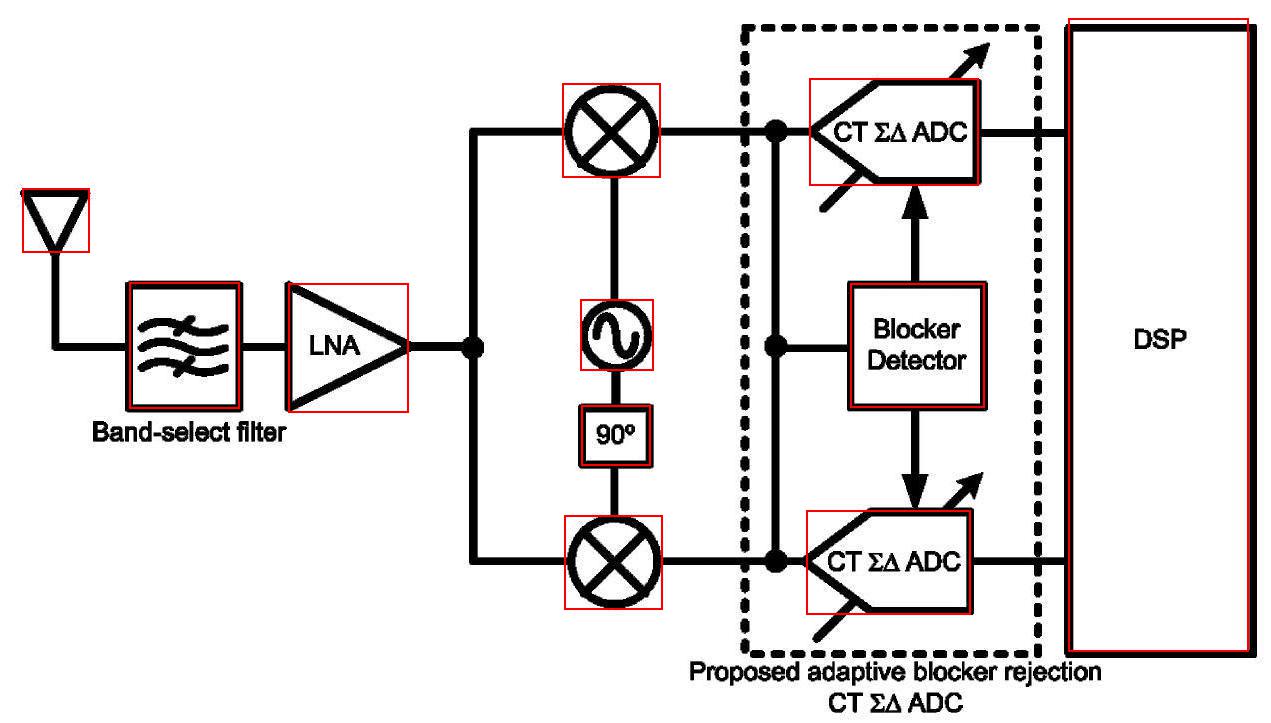 CT ΣΔ ADC
LNA
Blocker
Detector
DSP
Band-select filter
90º
CT ΣΔ ADC
Proposed adaptive blocker rejection
CT ΣΔ ADC